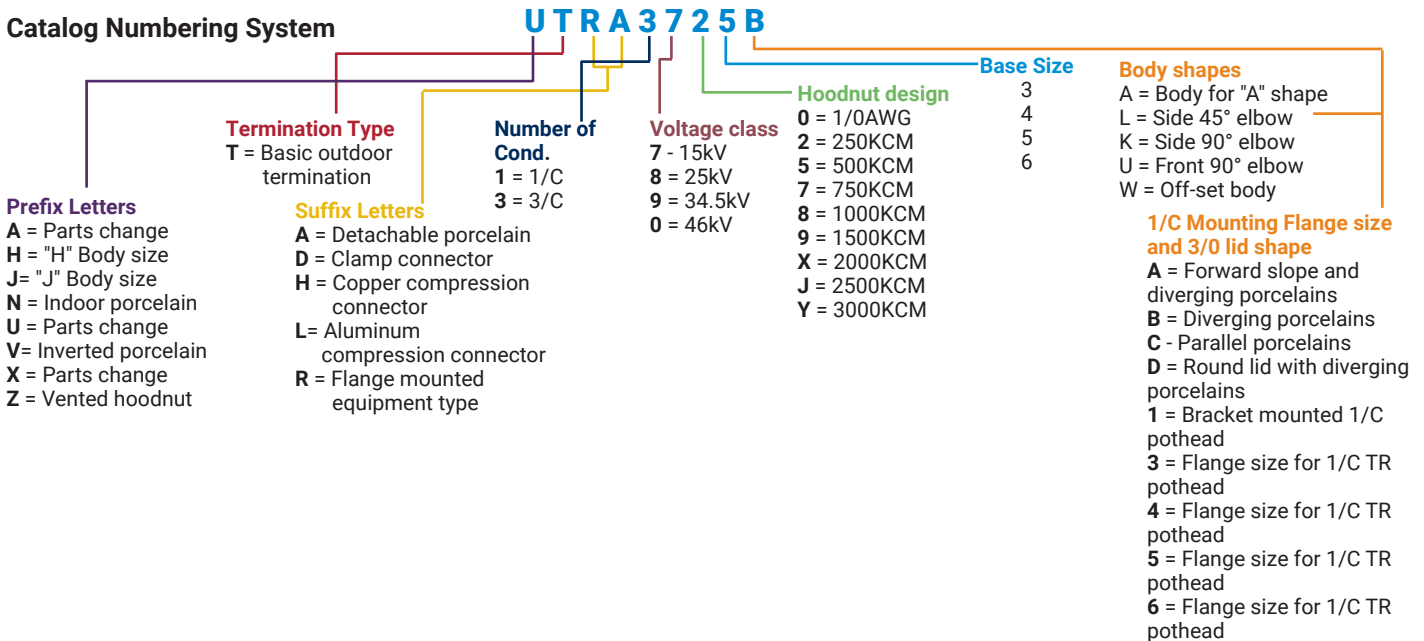 Catalog Numbering System
U T R A 3 7 2 5 B
Termination Type
T = Basic outdoor
termination
Prefix Letters
A = Parts change
H = "H" Body size
J= "J" Body size
N = Indoor porcelain
U = Parts change
V= Inverted porcelain
X = Parts change
Z = Vented hoodnut
Suffix Letters
A = Detachable porcelain
D = Clamp connector
H = Copper compression
connector
L= Aluminum
compression connector
R = Flange mounted
equipment type
Number of
Cond.
1 = 1/C
3 = 3/C
Voltage class
7 - 15kV
8 = 25kV
9 = 34.5kV
0 = 46kV
Hoodnut design
0 = 1/0AWG
2 = 250KCM
5 = 500KCM
7 = 750KCM
8 = 1000KCM
9 = 1500KCM
X = 2000KCM
J = 2500KCM
Y = 3000KCM
Base Size
3
4
5
6
Body shapes
A = Body for "A" shape
L = Side 45° elbow
K = Side 90° elbow
U = Front 90° elbow
W = Off-set body
1/C Mounting Flange size
and 3/0 lid shape
A = Forward slope and
diverging porcelains
B = Diverging porcelains
C - Parallel porcelains
D = Round lid with diverging
porcelains
1 = Bracket mounted 1/C
pothead
3 = Flange size for 1/C TR
pothead
4 = Flange size for 1/C TR
pothead
5 = Flange size for 1/C TR
pothead
6 = Flange size for 1/C TR
pothead